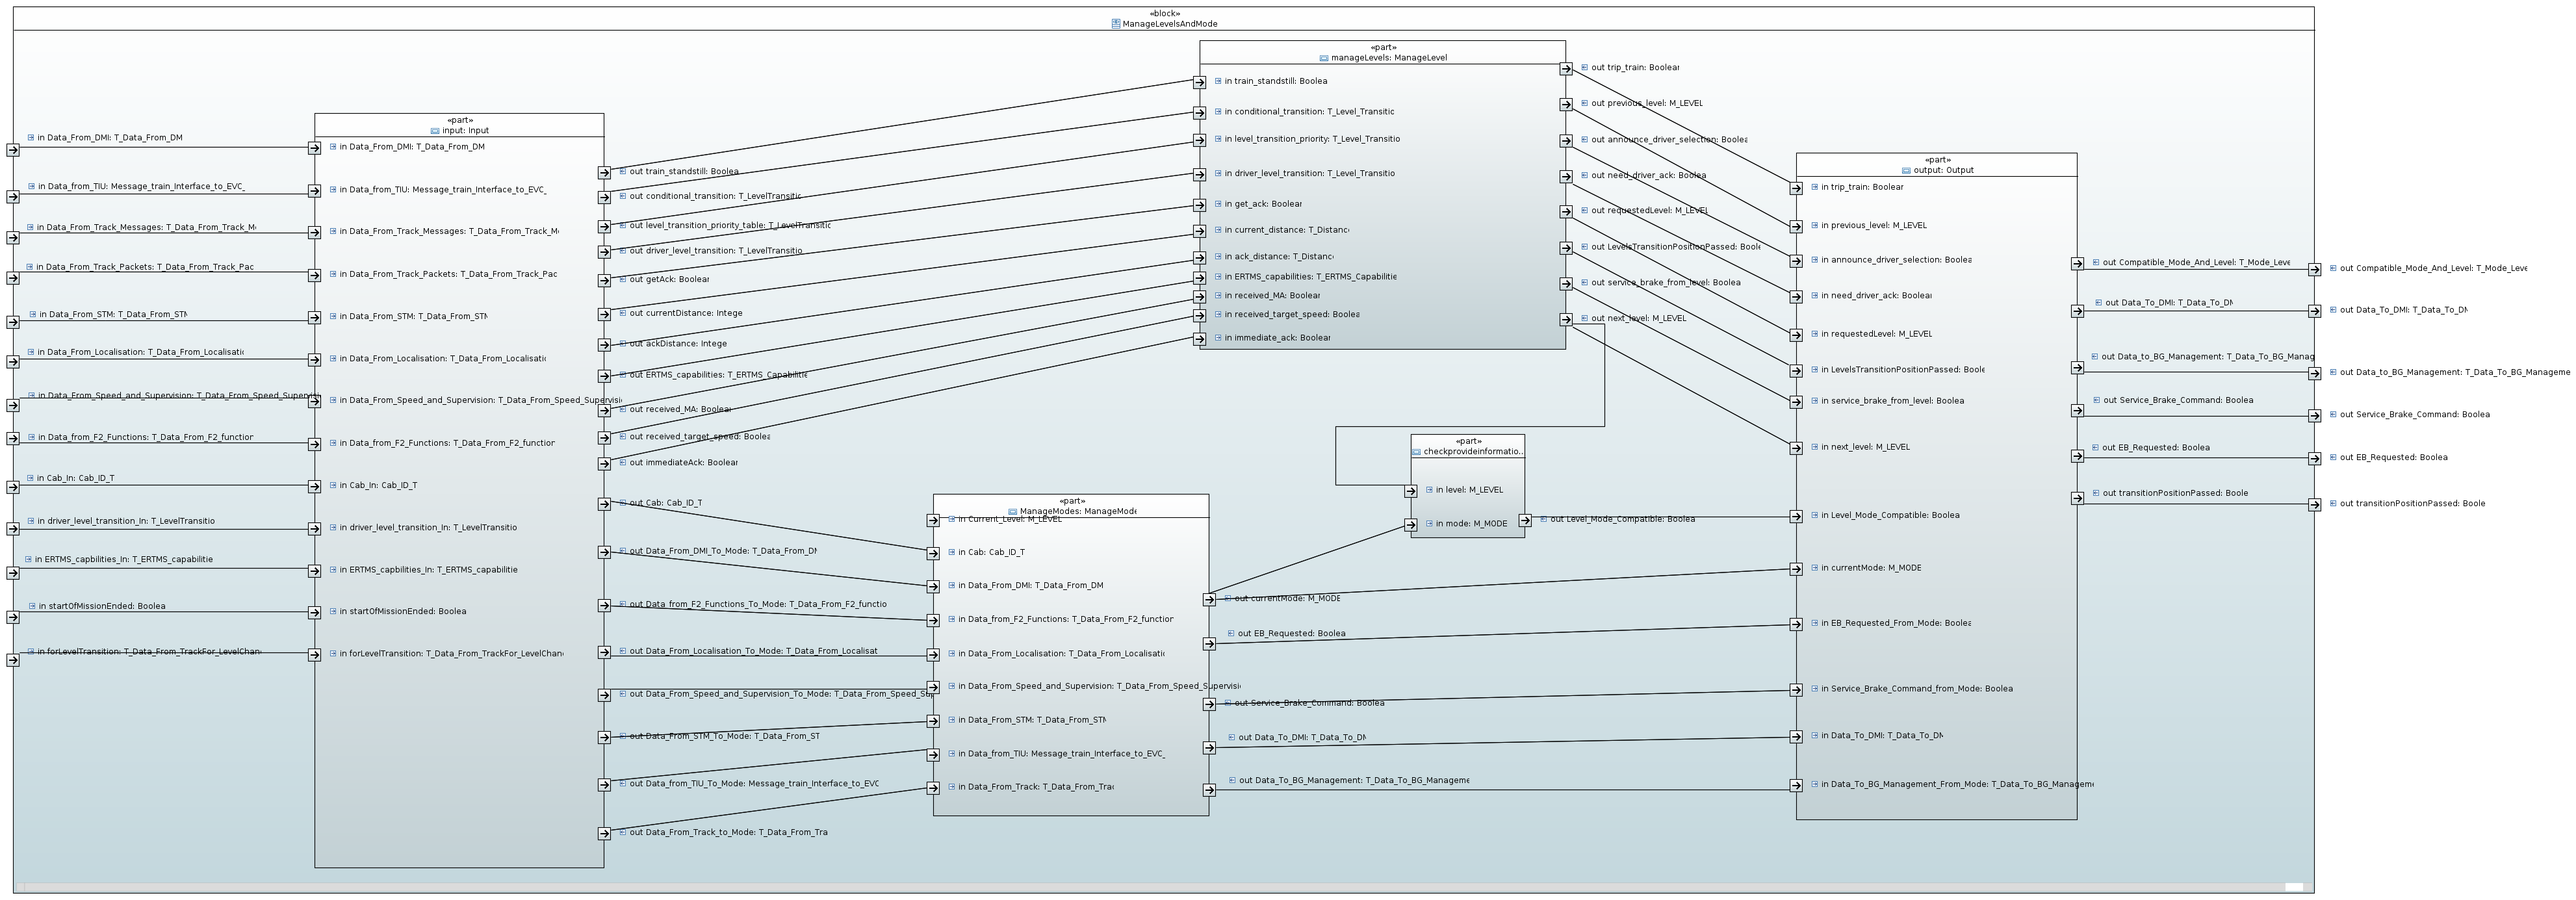 «block»
ManageLevelsAndMode
in Data_From_DMI: T_Data_From_DM
in Data_from_TIU: Message_train_Interface_to_EVC_
in Data_From_Track_Messages: T_Data_From_Track_M
in Data_From_Track_Packets: T_Data_From_Track_Pac
in Data_From_STM: T_Data_From_STM
in Data_From_Localisation: T_Data_From_Localisatic
in Data_From_Speed_and_Supervision: T_Data_From_Speed_Supervisi
in Data_from_F2_Functions: T_Data_From_F2_function
in Cab_In: Cab_ID_T
in driver_level_transition_In: T_LevelTransitio
in ERTMS_capbilities_In: T_ERTMS_capabilitie
in startOfMissionEnded: Boolea
in forLevelTransition: T_Data_From_TrackFor_LevelChan
«part»
input: Input
in Data_From_DMI: T_Data_From_DM
in Data_from_TIU: Message_train_Interface_to_EVC_
in Data_From_Track_Messages: T_Data_From_Track_M
in Data_From_Track_Packets: T_Data_From_Track_Pac
in Data_From_STM: T_Data_From_STM
in Data_From_Localisation: T_Data_From_Localisatic
in Data_From_Speed_and_Supervision: T_Data_From_Speed_Supervisi
in Data_from_F2_Functions: T_Data_From_F2_function
in Cab_In: Cab_ID_T
in driver_level_transition_In: T_LevelTransitio
in ERTMS_capbilities_In: T_ERTMS_capabilitie
in startOfMissionEnded: Boolea
in forLevelTransition: T_Data_From_TrackFor_LevelChan
out train_standstill: Boolea
out conditional_transition: T_LevelTransitic
out level_transition_priority_table: T_LevelTransitic
out driver_level_transition: T_LevelTransitio
out getAck: Boolear
out currentDistance: Intege
out ackDistance: Intege
out ERTMS_capabilities: T_ERTMS_Capabilitie
out received_MA: Boolear
out received_target_speed: Boolea
out immediateAck: Boolear
out Cab: Cab_ID_T
out Data_From_DMI_To_Mode: T_Data_From_DM
out Data_from_F2_Functions_To_Mode: T_Data_From_F2_functio
out Data_From_Localisation_To_Mode: T_Data_From_Localisat
out Data_From_Speed_and_Supervision_To_Mode: T_Data_From_Speed_Sup
out Data_From_STM_To_Mode: T_Data_From_ST
out Data_from_TIU_To_Mode: Message_train_Interface_to_EVC
out Data_From_Track_to_Mode: T_Data_From_Tra
«part»
ManageModes: ManageMode
in Current_Level: M_LEVEL
in Cab: Cab_ID_T
in Data_From_DMI: T_Data_From_DM
in Data_from_F2_Functions: T_Data_From_F2_function
in Data_From_Localisation: T_Data_From_Localisatic
in Data_From_Speed_and_Supervision: T_Data_From_Speed_Supervisi
in Data_From_STM: T_Data_From_STM
in Data_from_TIU: Message_train_Interface_to_EVC_
in Data_From_Track: T_Data_From_Trac
out currentMode: M_MODE
out EB_Requested: Boolea
out Service_Brake_Command: Boolea
out Data_To_DMI: T_Data_To_DM
out Data_To_BG_Management: T_Data_To_BG_Manageme
«part»
manageLevels: ManageLevel
in train_standstill: Boolea
in conditional_transition: T_Level_Transitic
in level_transition_priority: T_Level_Transitio
in driver_level_transition: T_Level_Transitio
in get_ack: Boolear
in current_distance: T_Distanc
in ack_distance: T_Distanc
in ERTMS_capabilities: T_ERTMS_Capabilitie
in received_MA: Boolear
in received_target_speed: Boolea
in immediate_ack: Boolear
out trip_train: Boolear
out previous_level: M_LEVEL
out announce_driver_selection: Boolea
out need_driver_ack: Boolea
out requestedLevel: M_LEVEL
out LevelsTransitionPositionPassed: Boole
out service_brake_from_level: Boolea
out next_level: M_LEVEL
«part»
checkprovideinformatio..
in level: M_LEVEL
in mode: M_MODE
out Level_Mode_Compatible: Boolea
«part»
output: Output
in trip_train: Boolear
in previous_level: M_LEVEL
in announce_driver_selection: Boolea
in need_driver_ack: Boolea
in requestedLevel: M_LEVEL
in LevelsTransitionPositionPassed: Boole
in service_brake_from_level: Boolea
in next_level: M_LEVEL
in Level_Mode_Compatible: Boolea
in currentMode: M_MODE
in EB_Requested_From_Mode: Boolea
in Service_Brake_Command_from_Mode: Boolea
in Data_To_DMI: T_Data_To_DM
in Data_To_BG_Management_From_Mode: T_Data_To_BG_Managem
out Compatible_Mode_And_Level: T_Mode_Leve
out Data_To_DMI: T_Data_To_DM
out Data_to_BG_Management: T_Data_To_BG_Manag
out Service_Brake_Command: Boolea
out EB_Requested: Boolea
out transitionPositionPassed: Boole
out Compatible_Mode_And_Level: T_Mode_Leve
out Data_To_DMI: T_Data_To_DM
out Data_to_BG_Management: T_Data_To_BG_Manageme
out Service_Brake_Command: Boolea
out EB_Requested: Boolea
out transitionPositionPassed: Boole